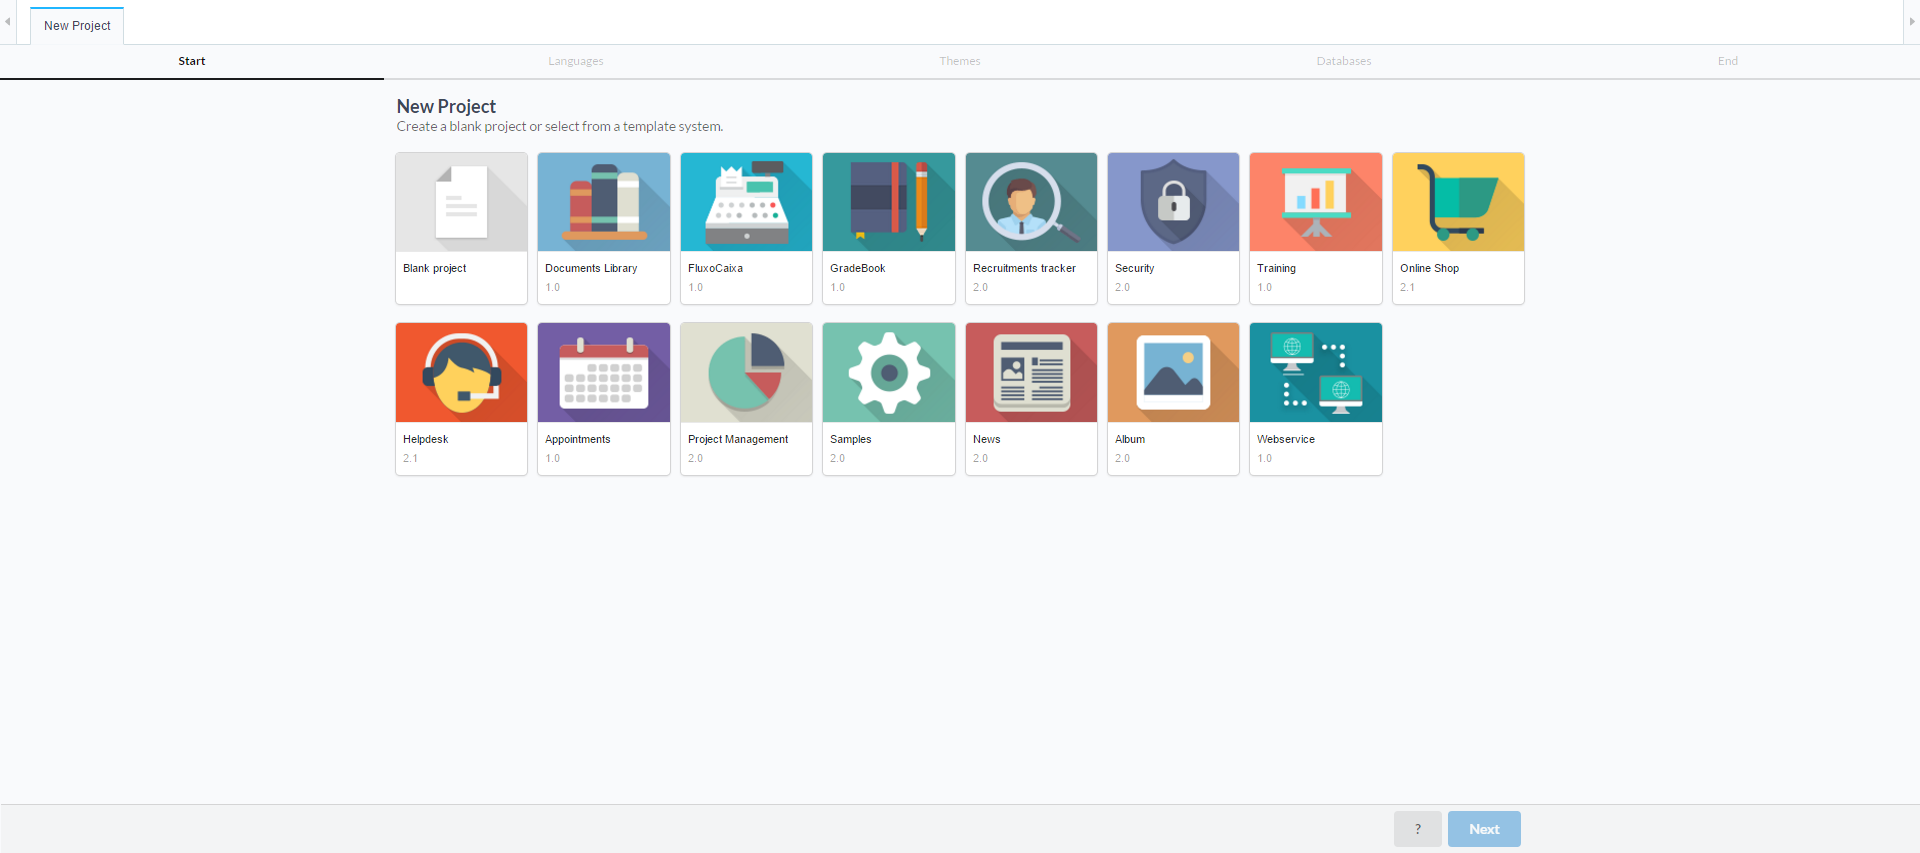 New Project
Start
Languages
Themes
Databases
End
New Project
Create a blank project or select from a template system.
Blank project
Documents Library
1.0
FluxoCaixa
1.0
GradeBook
1.0
Recruitments tracker
2.0
Security
2.0
Training
1.0
Online Shop
2.1
Helpdesk
2.1
Appointments
1.0
Project Management
2.0
Samples
2.0
News
2.0
Album
2.0
Webservice
1.0
?
Next